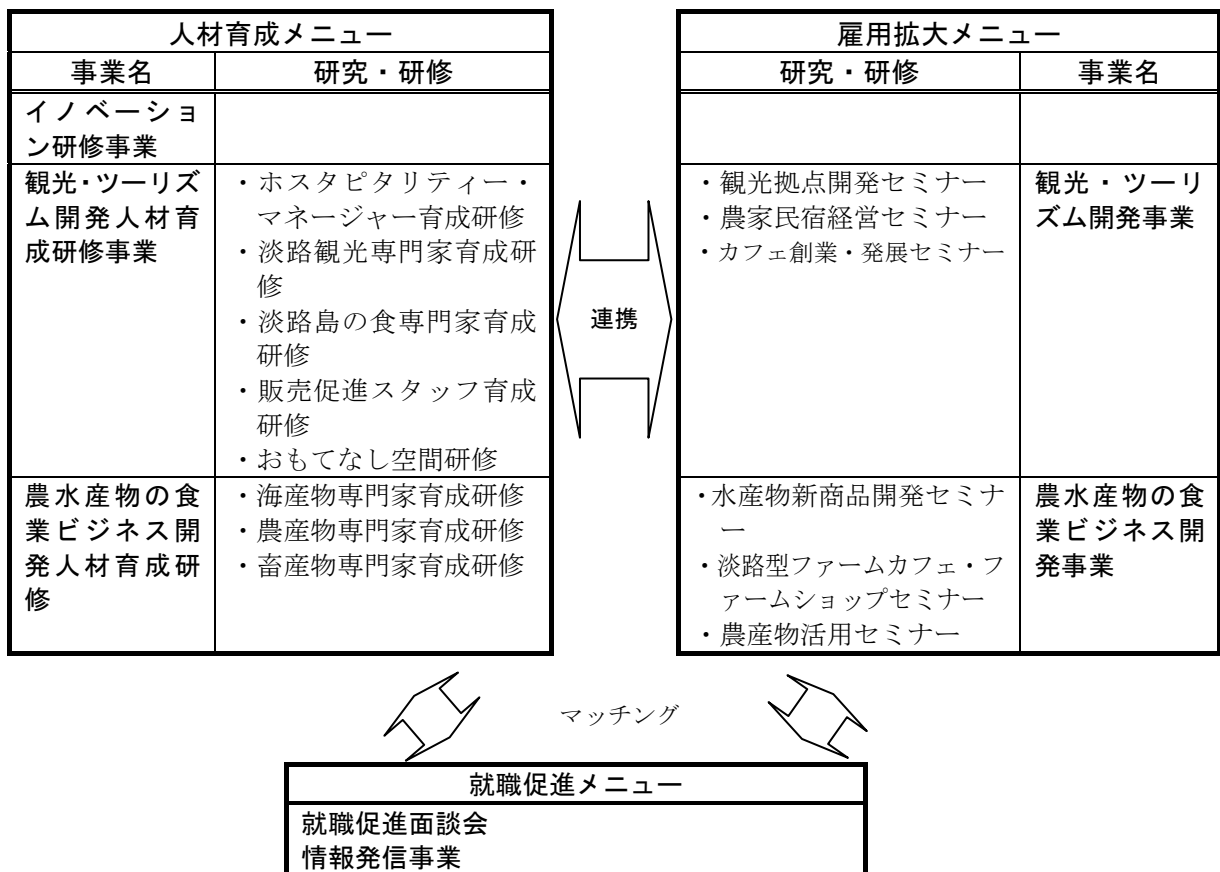 人材育成メニュー
事業名 研究・研修
イノベーショ
ン研修事業
観光・ツーリズ
ム開発人材育
成研修事業
・ホスタピタリティー・
マネージャー育成研修
・淡路観光専門家育成研
修
・淡路島の食専門家育成
研修
・販売促進スタッフ育成
研修
・おもてなし空間研修
農水産物の食
業ビジネス開
発人材育成研
修
・海産物専門家育成研修
・農産物専門家育成研修
・畜産物専門家育成研修
連携
雇用拡大メニュー
研究・研修 事業名
・観光拠点開発セミナー
・農家民宿経営セミナー
・カフェ創業・発展セミナー
観光・ツーリ
ズム開発事業
・水産物新商品開発セミナ
ー
・淡路型ファームカフェ・フ
ァームショップセミナー
・農産物活用セミナー
農水産物の食
業ビジネス開
発事業
マッチング
就職促進メニュー
就職促進面談会
情報発信事業